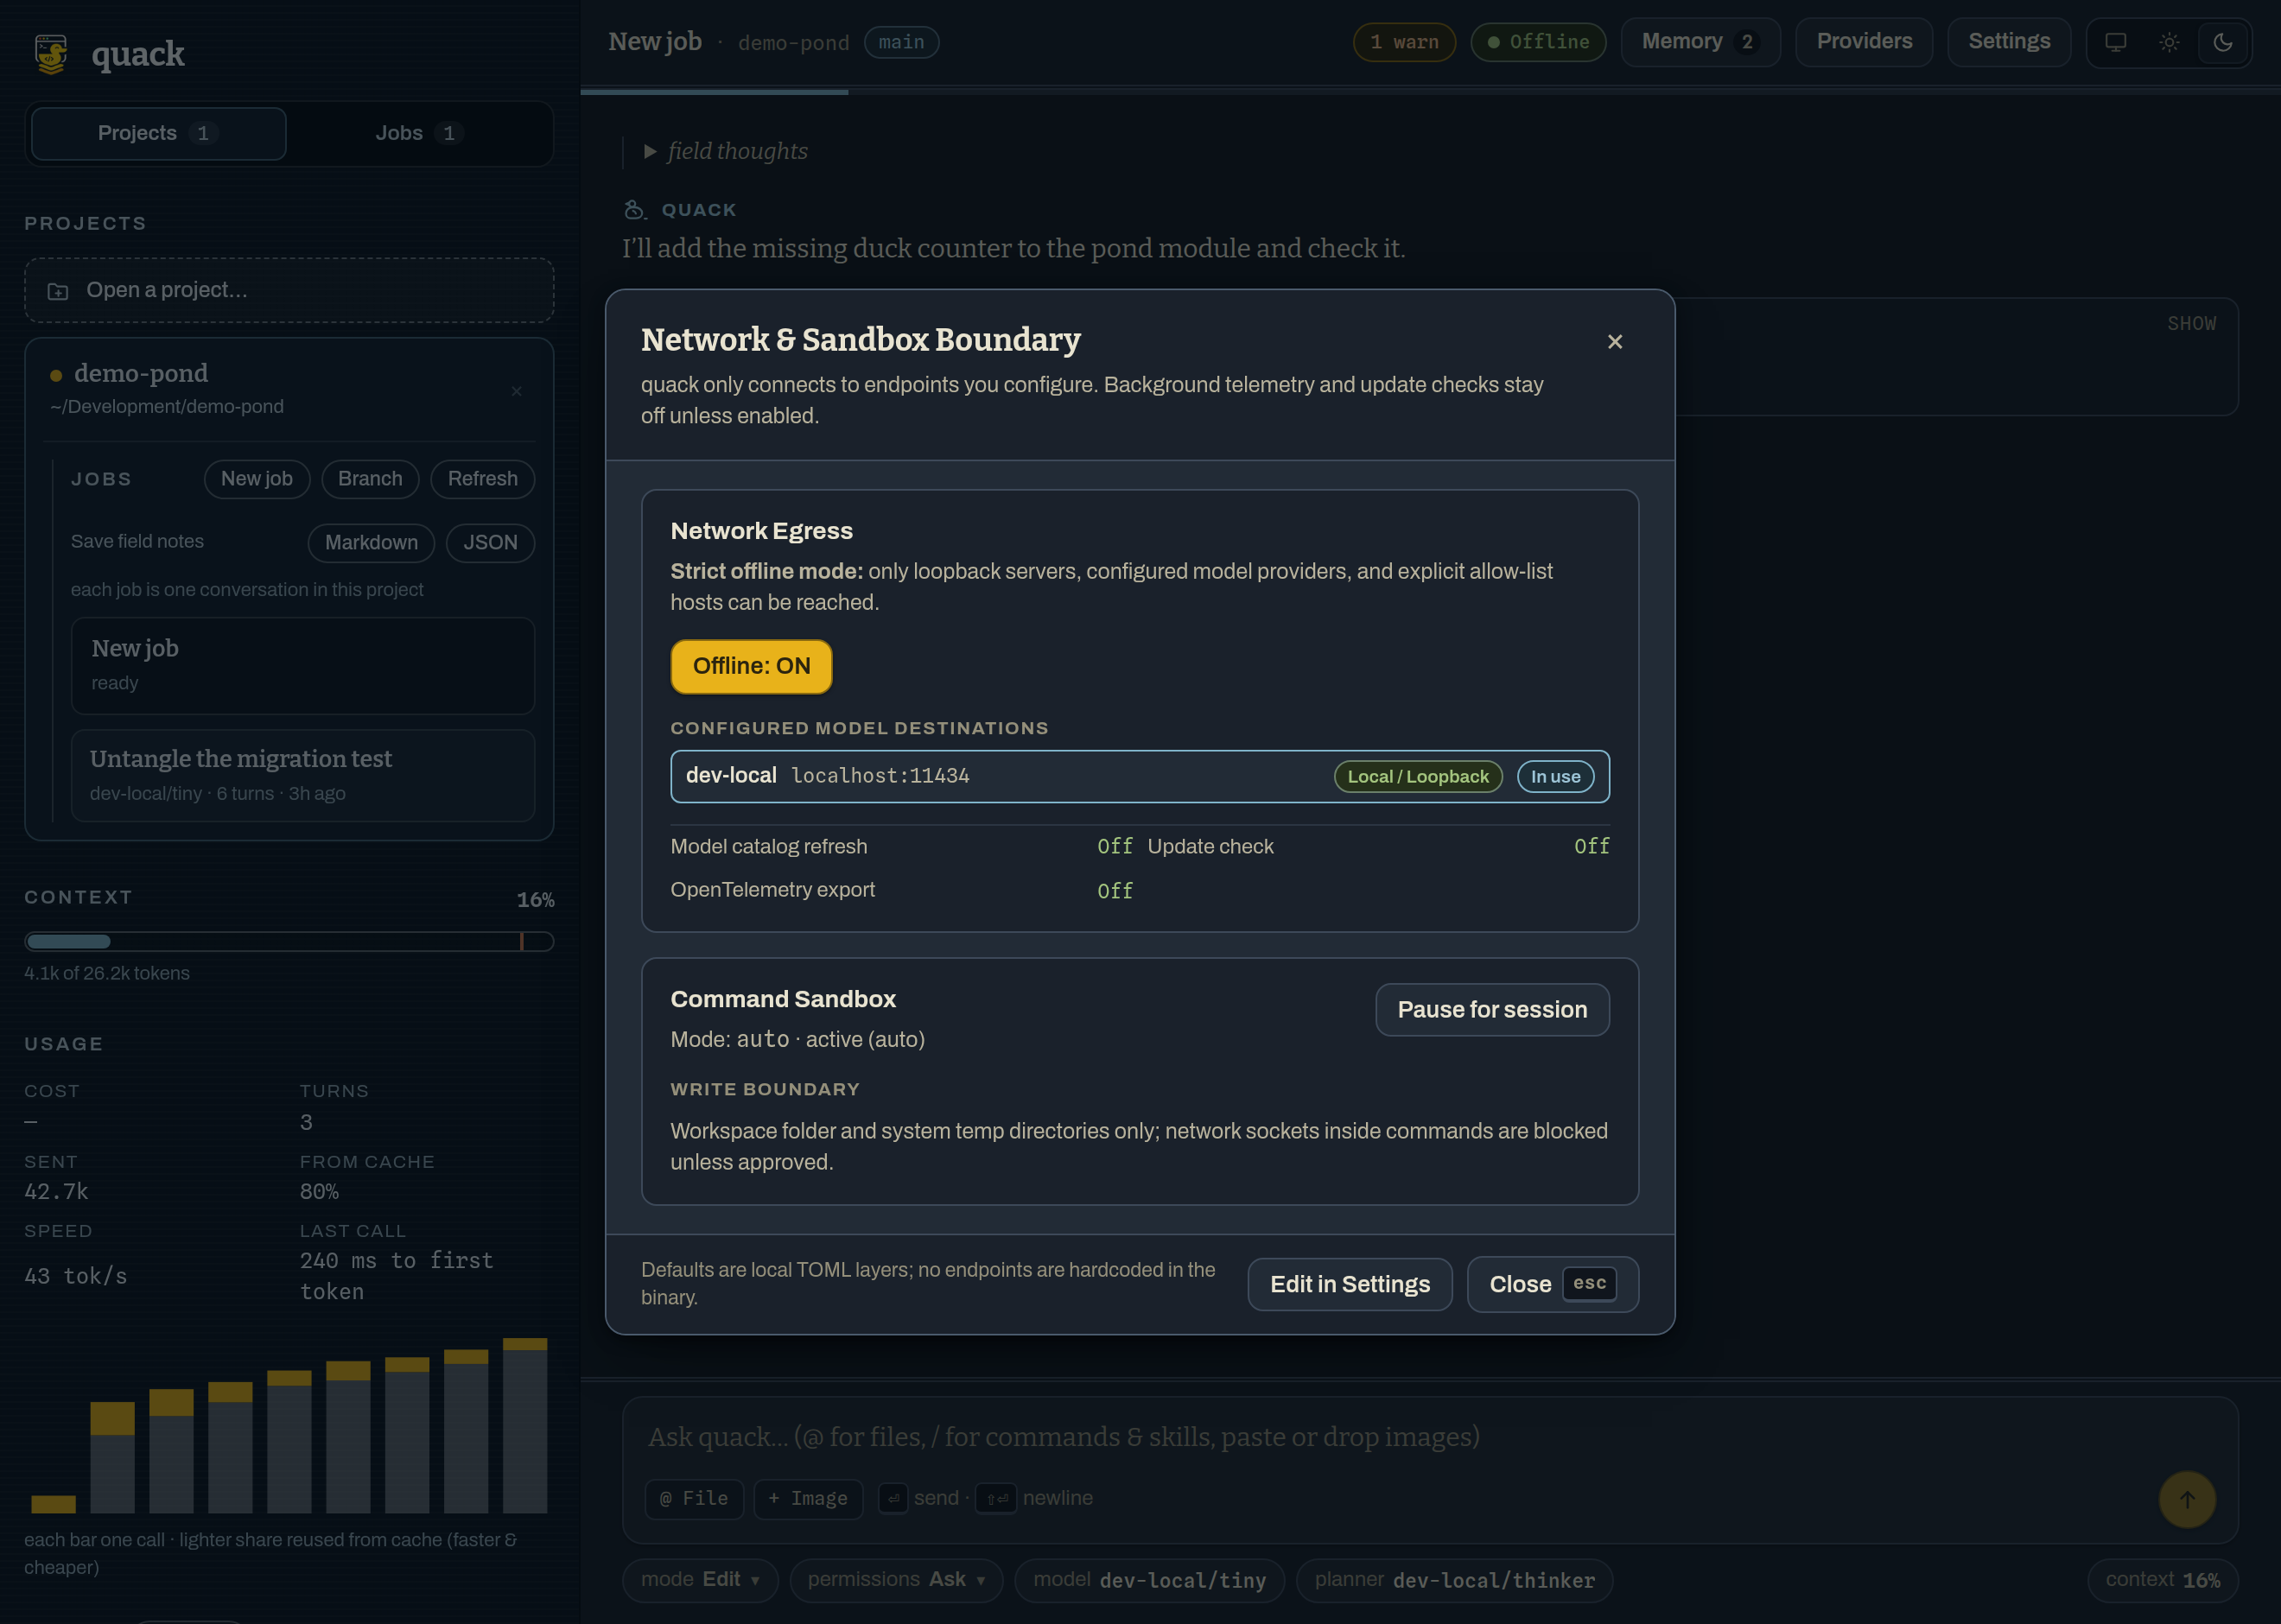 quack
Projects 1
Jobs 1
PROJECTS
Open a project…
demo-pond
~/Development/demo-pond
×
JOBS
New job
Branch
Refresh
Save field notes
Markdown
JSON
each job is one conversation in this project
New job
ready
Untangle the migration test
dev-local/tiny · 6 turns · 3h ago
CONTEXT
16%
4.1k of 26.2k tokens
USAGE
COST
TURNS
—
3
SENT
FROM CACHE
42.7k
80%
SPEED
LAST CALL
43 tok/s
240 ms to first
token
each bar one call · lighter share reused from cache (faster &
cheaper)
New job · demo-pond main
1 warn
Offline
Memory 2
Providers
Settings
field thoughts
QUACK
I’ll add the missing duck counter to the pond module and check it.
SHOW
Network & Sandbox Boundary
×
quack only connects to endpoints you configure. Background telemetry and update checks stay
off unless enabled.
Network Egress
Strict offline mode: only loopback servers, configured model providers, and explicit allow-list
hosts can be reached.
Offline: ON
CONFIGURED MODEL DESTINATIONS
dev-local localhost:11434
Local / Loopback
In use
Model catalog refresh Off
Update check Off
OpenTelemetry export Off
Command Sandbox
Pause for session
Mode: auto · active (auto)
WRITE BOUNDARY
Workspace folder and system temp directories only; network sockets inside commands are blocked
unless approved.
Defaults are local TOML layers; no endpoints are hardcoded in the
binary.
Edit in Settings
Close esc
Ask quack… (@ for files, / for commands & skills, paste or drop images)
@ File
+ Image
⏎ send · ⇧⏎ newline
mode Edit ▾
permissions Ask ▾
model dev-local/tiny
planner dev-local/thinker
context 16%